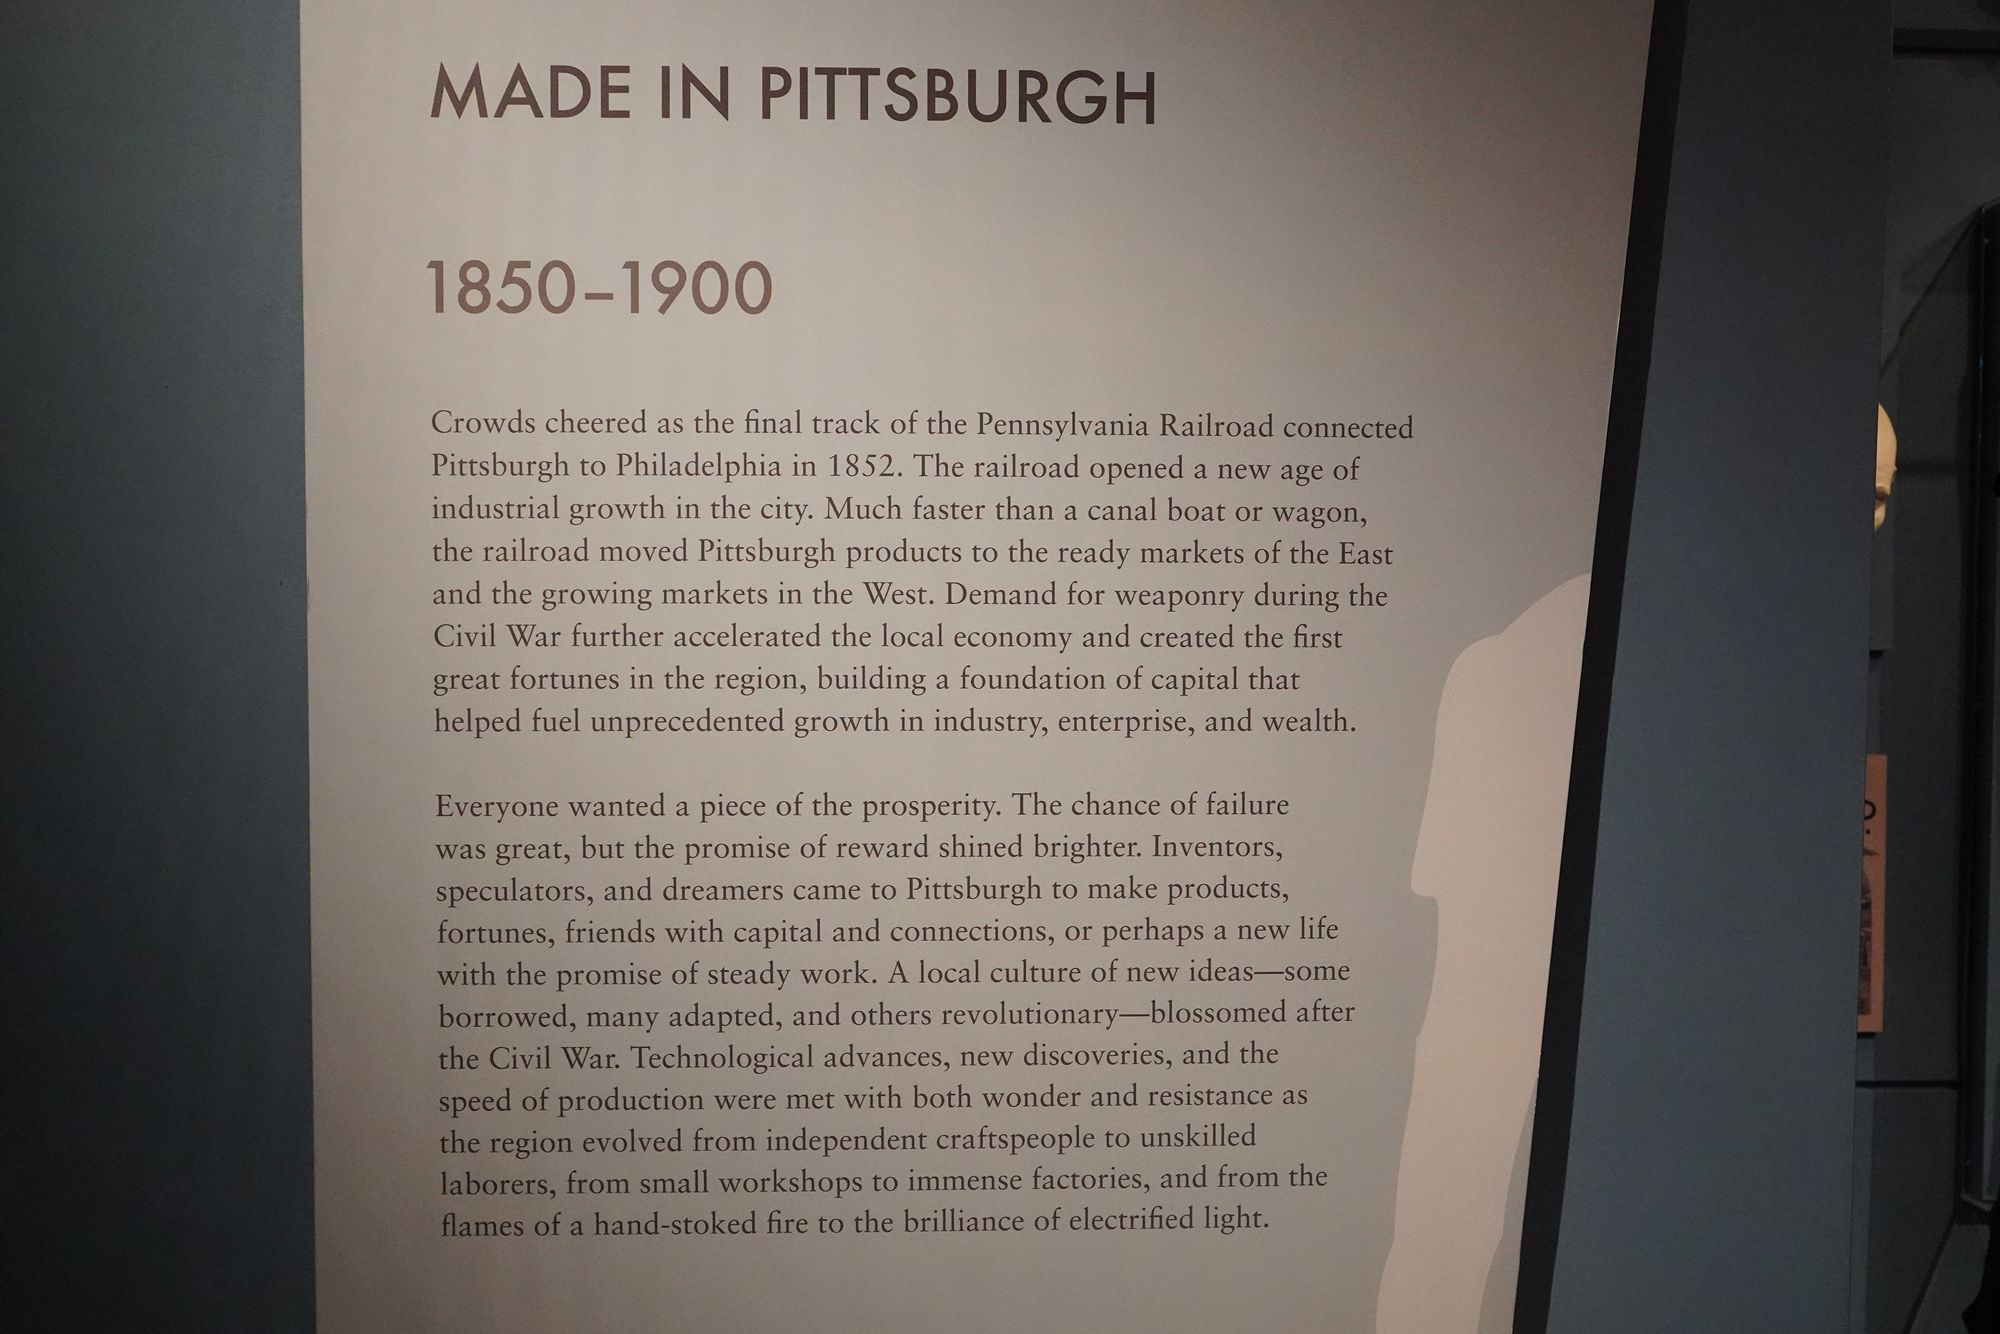 MADE IN PITTSBURGH
1850–1900
Crowds cheered as the final track of the Pennsylvania Railroad connected
Pittsburgh to Philadelphia in 1852. The railroad opened a new age of
industrial growth in the city. Much faster than a canal boat or wagon,
the railroad moved Pittsburgh products to the ready markets of the East
and the growing markets in the West. Demand for weaponry during the
Civil War further accelerated the local economy and created the first
great fortunes in the region, building a foundation of capital that
helped fuel unprecedented growth in industry, enterprise, and wealth.
Everyone wanted a piece of the prosperity. The chance of failure
was great, but the promise of reward shined brighter. Inventors,
speculators, and dreamers came to Pittsburgh to make products,
fortunes, friends with capital and connections, or perhaps a new life
with the promise of steady work. A local culture of new ideas—some
borrowed, many adapted, and others revolutionary—blossomed after
the Civil War. Technological advances, new discoveries, and the
speed of production were met with both wonder and resistance as
the region evolved from independent craftspeople to unskilled
laborers, from small workshops to immense factories, and from the
flames of a hand-stoked fire to the brilliance of electrified light.